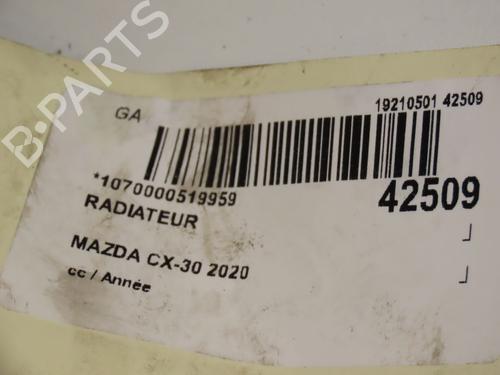 GA
19210501 42509
*1070000519959
42509
RADIATEUR
MAZDA CX-30 2020
cc / Année
B-PARTS